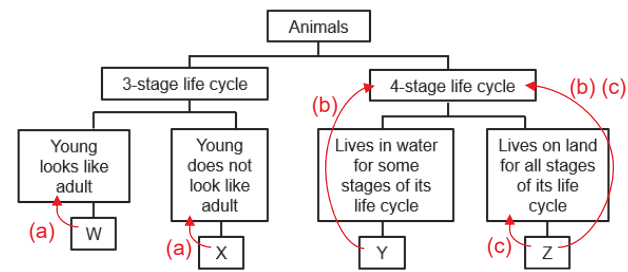 Animals
3-stage life cycle
4-stage life cycle
(b) (c)
(b)
Young
looks like
adult
Young
does not
look like
adult
Lives in water
for some
stages of its
life cycle
Lives on land
for all stages
of its life
cycle
(a)
W
(a)
X
Y
(c)
Z